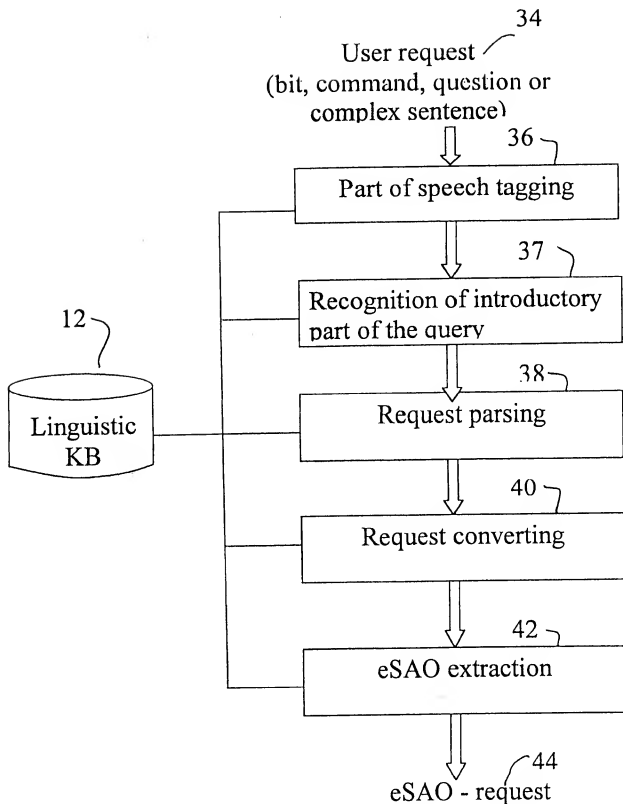 34
User request
(bit, command, question or
complex sentence)
36
Part of speech tagging
37
Recognition of introductory
part of the query
12
38
Linguistic
KB
Request parsing
40
Request converting
42
eSAO extraction
44
eSAO - request